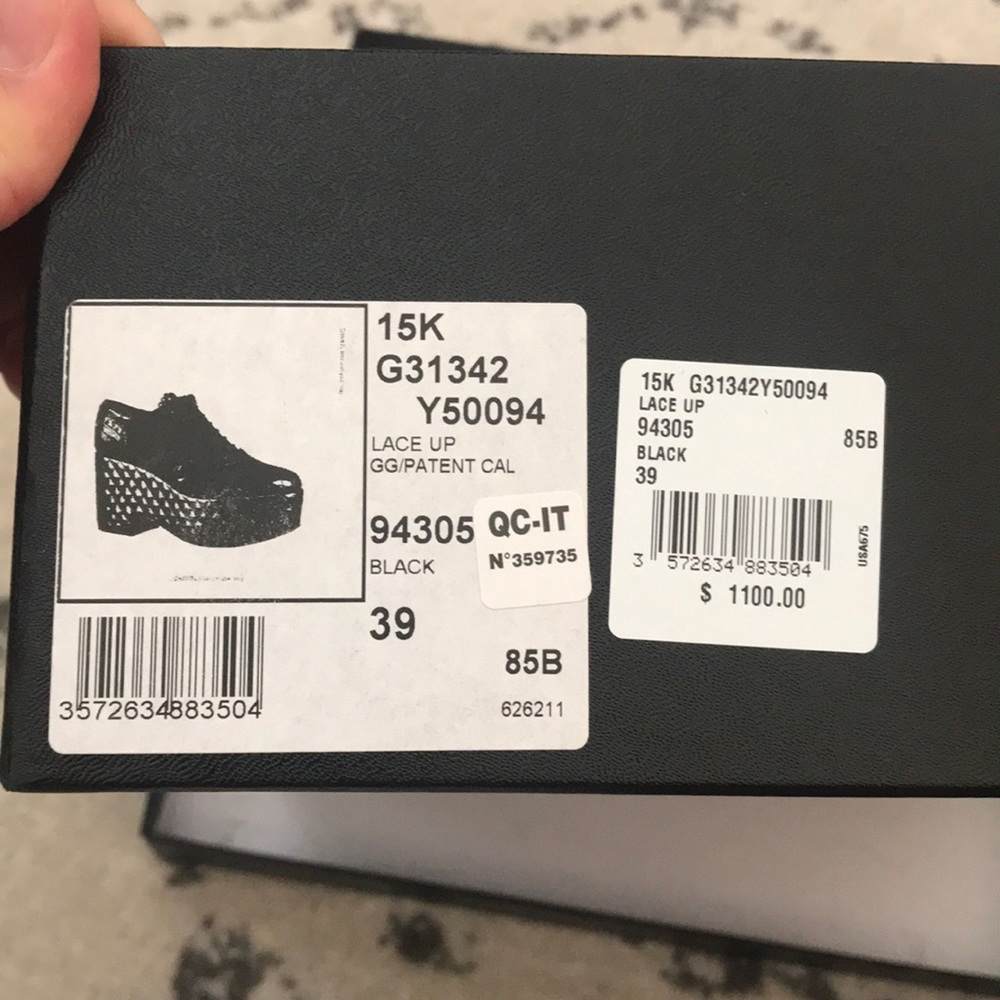 15K
G31342
Y50094
LACE UP
GG/PATENT CAL
94305
BLACK
39
85B
626211
3572634883504
QC-IT
N°359735
15K G31342Y50094
LACE UP
94305
85B
BLACK
39
3 572634 883504
USA675
$ 1100.00